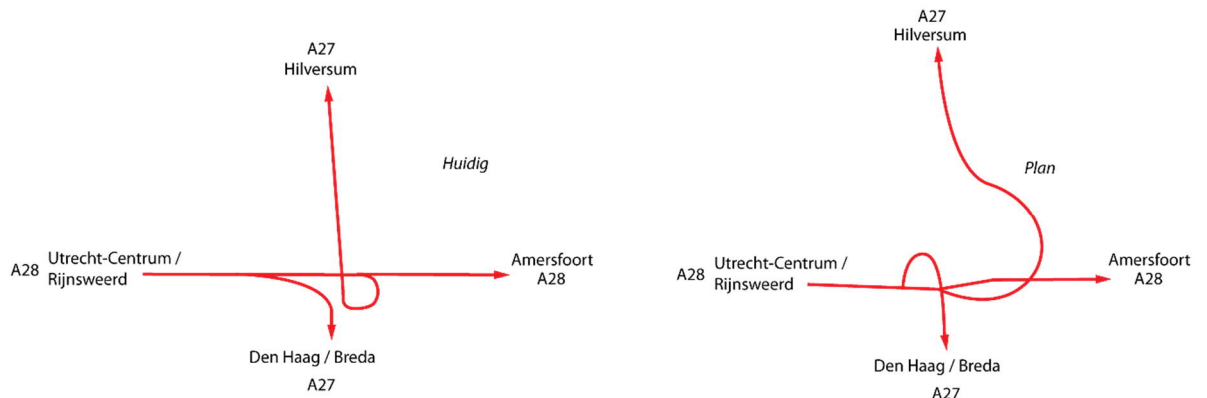 A27
Hilversum
Huidig
A28
Utrecht-Centrum /
Rijnsweerd
Amersfoort
A28
Den Haag / Breda
A27
A27
Hilversum
Plan
A28
Utrecht-Centrum /
Rijnsweerd
Amersfoort
A28
Den Haag / Breda
A27